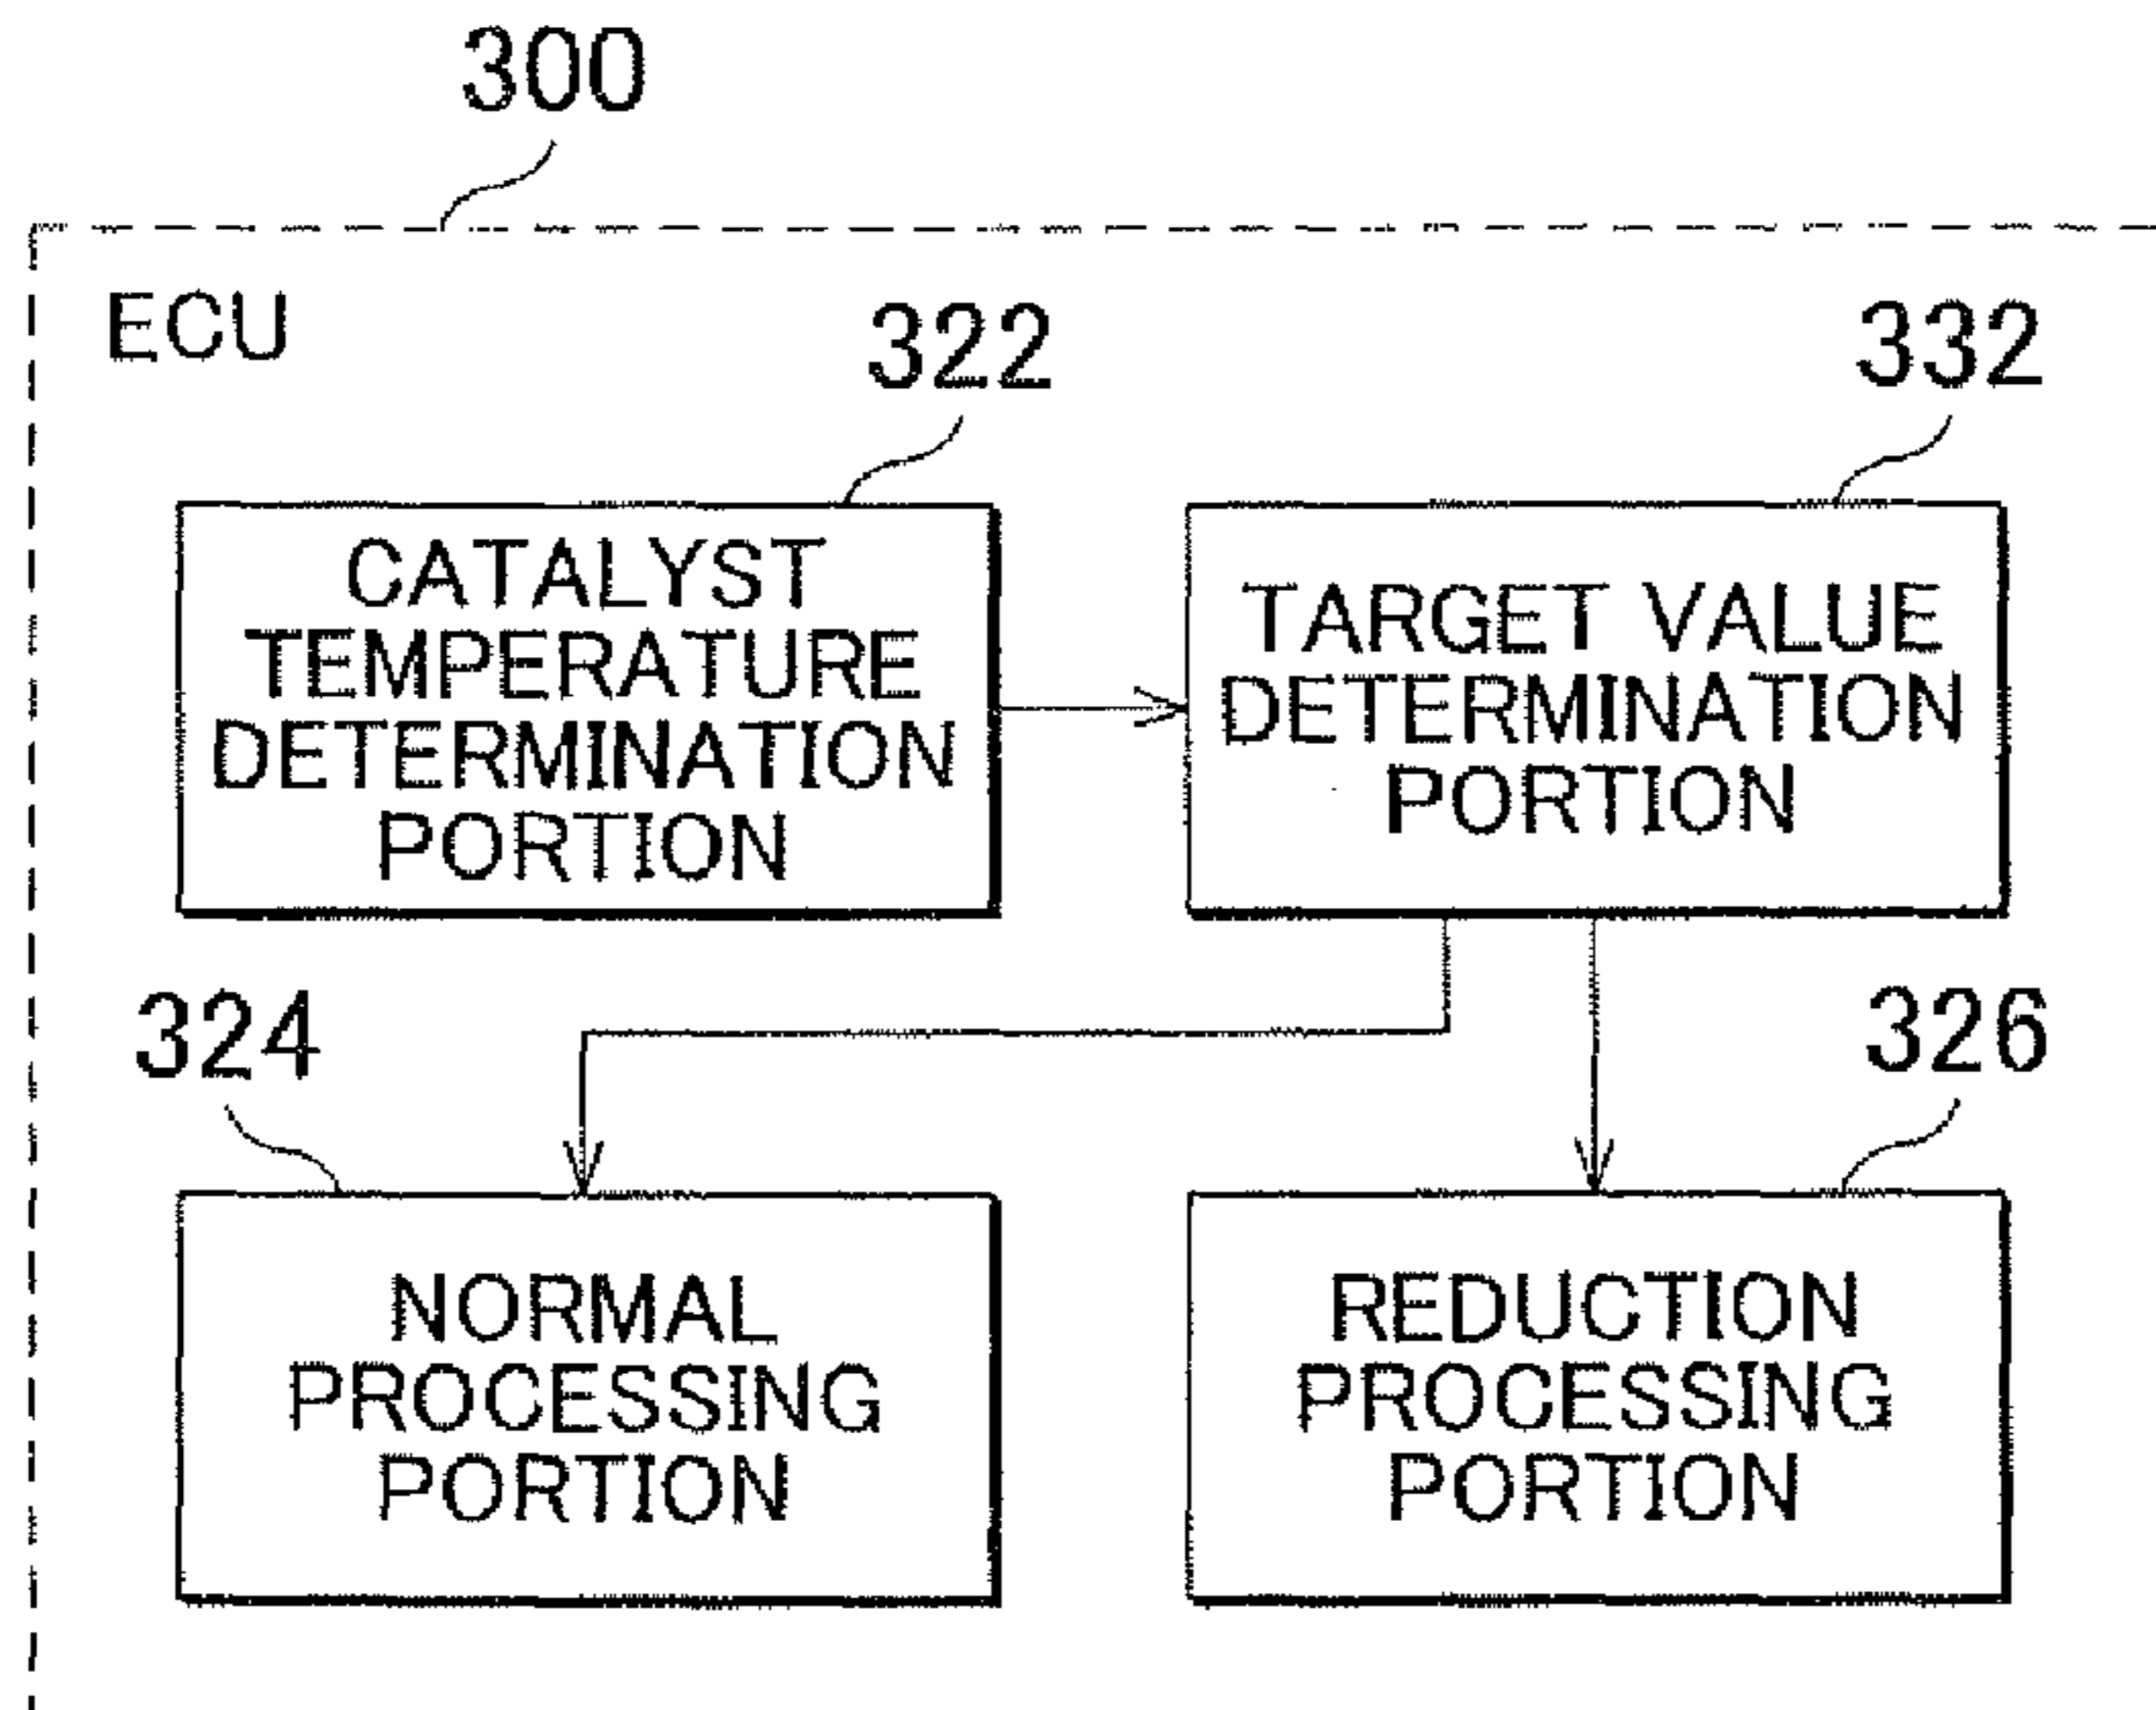 300
ECU
322
332
CATALYST
TEMPERATURE
DETERMINATION
PORTION
TARGET VALUE
DETERMINATION
PORTION
324
326
NORMAL
PROCESSING
PORTION
REDUCTION
PROCESSING
PORTION